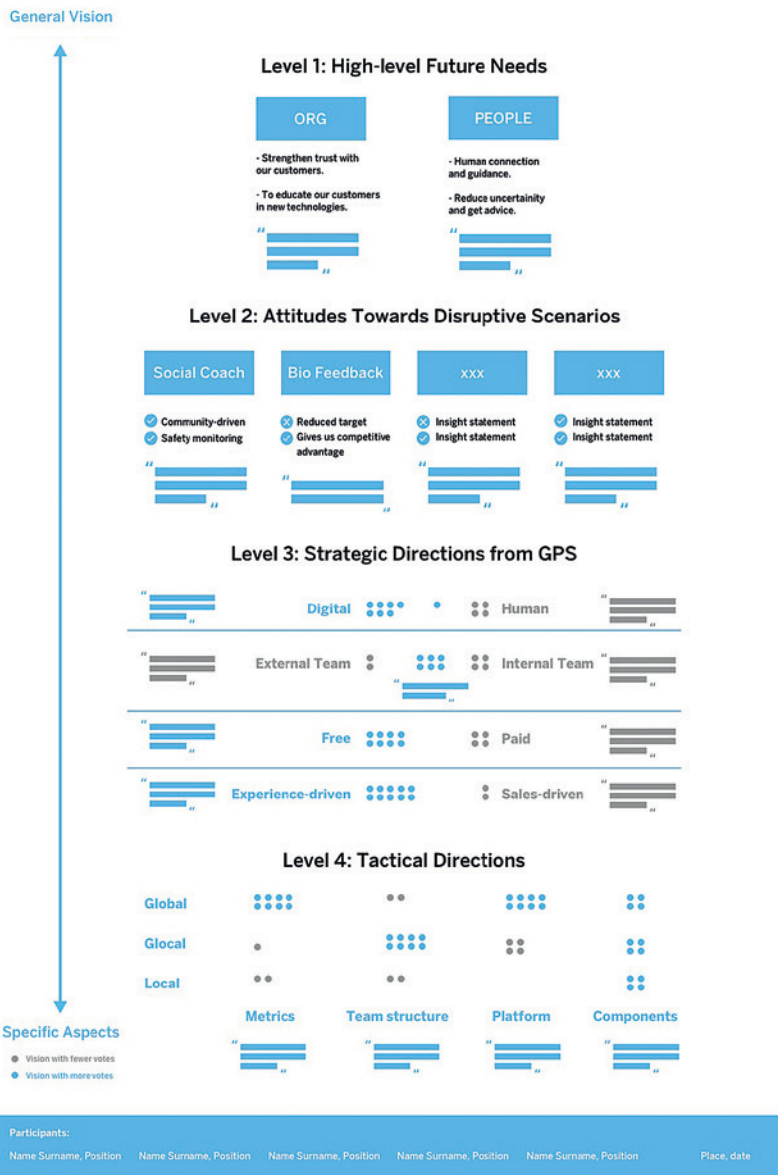 General Vision
Level 1: High-level Future Needs
ORG
PEOPLE
- Strengthen trust with
our customers.
- To educate our customers
in new technologies.
- Human connection
and guidance.
- Reduce uncertainity
and get advice.
Level 2: Attitudes Towards Disruptive Scenarios
Social Coach
Bio Feedback
xxx
xxx
Community-driven
Safety monitoring
Reduced target
Gives us competitive
advantage
Insight statement
Insight statement
Insight statement
Insight statement
Level 3: Strategic Directions from GPS
Digital
Human
External Team
Internal Team
Free
Paid
Experience-driven
Sales-driven
Level 4: Tactical Directions
Global
Glocal
Local
Metrics
Team structure
Platform
Components
Specific Aspects
Vision with fewer votes
Vision with more votes
Participants:
Name Surname, Position
Name Surname, Position
Name Surname, Position
Name Surname, Position
Name Surname, Position
Place, date